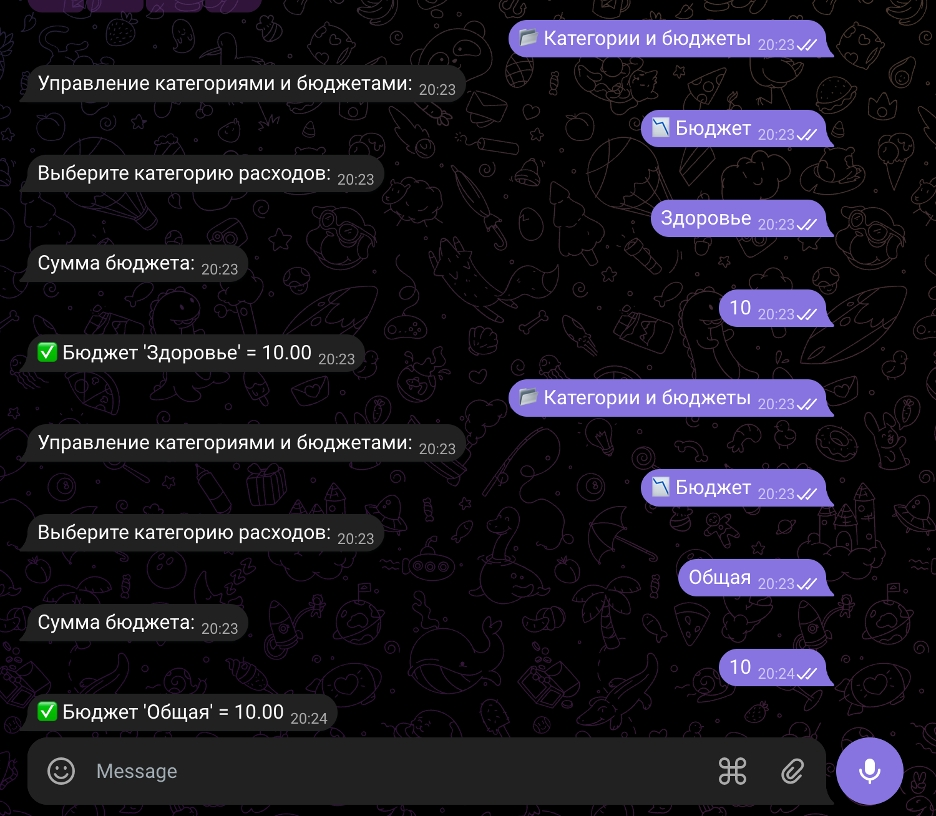 📁 Категории и бюджеты 20:23
Управление категориями и бюджетами: 20:23
📉 Бюджет 20:23
Выберите категорию расходов: 20:23
Здоровье 20:23
Сумма бюджета: 20:23
10 20:23
✅ Бюджет 'Здоровье' = 10.00 20:23
📁 Категории и бюджеты 20:23
Управление категориями и бюджетами: 20:23
📉 Бюджет 20:23
Выберите категорию расходов: 20:23
Общая 20:23
Сумма бюджета: 20:23
10 20:24
✅ Бюджет 'Общая' = 10.00 20:24
Message